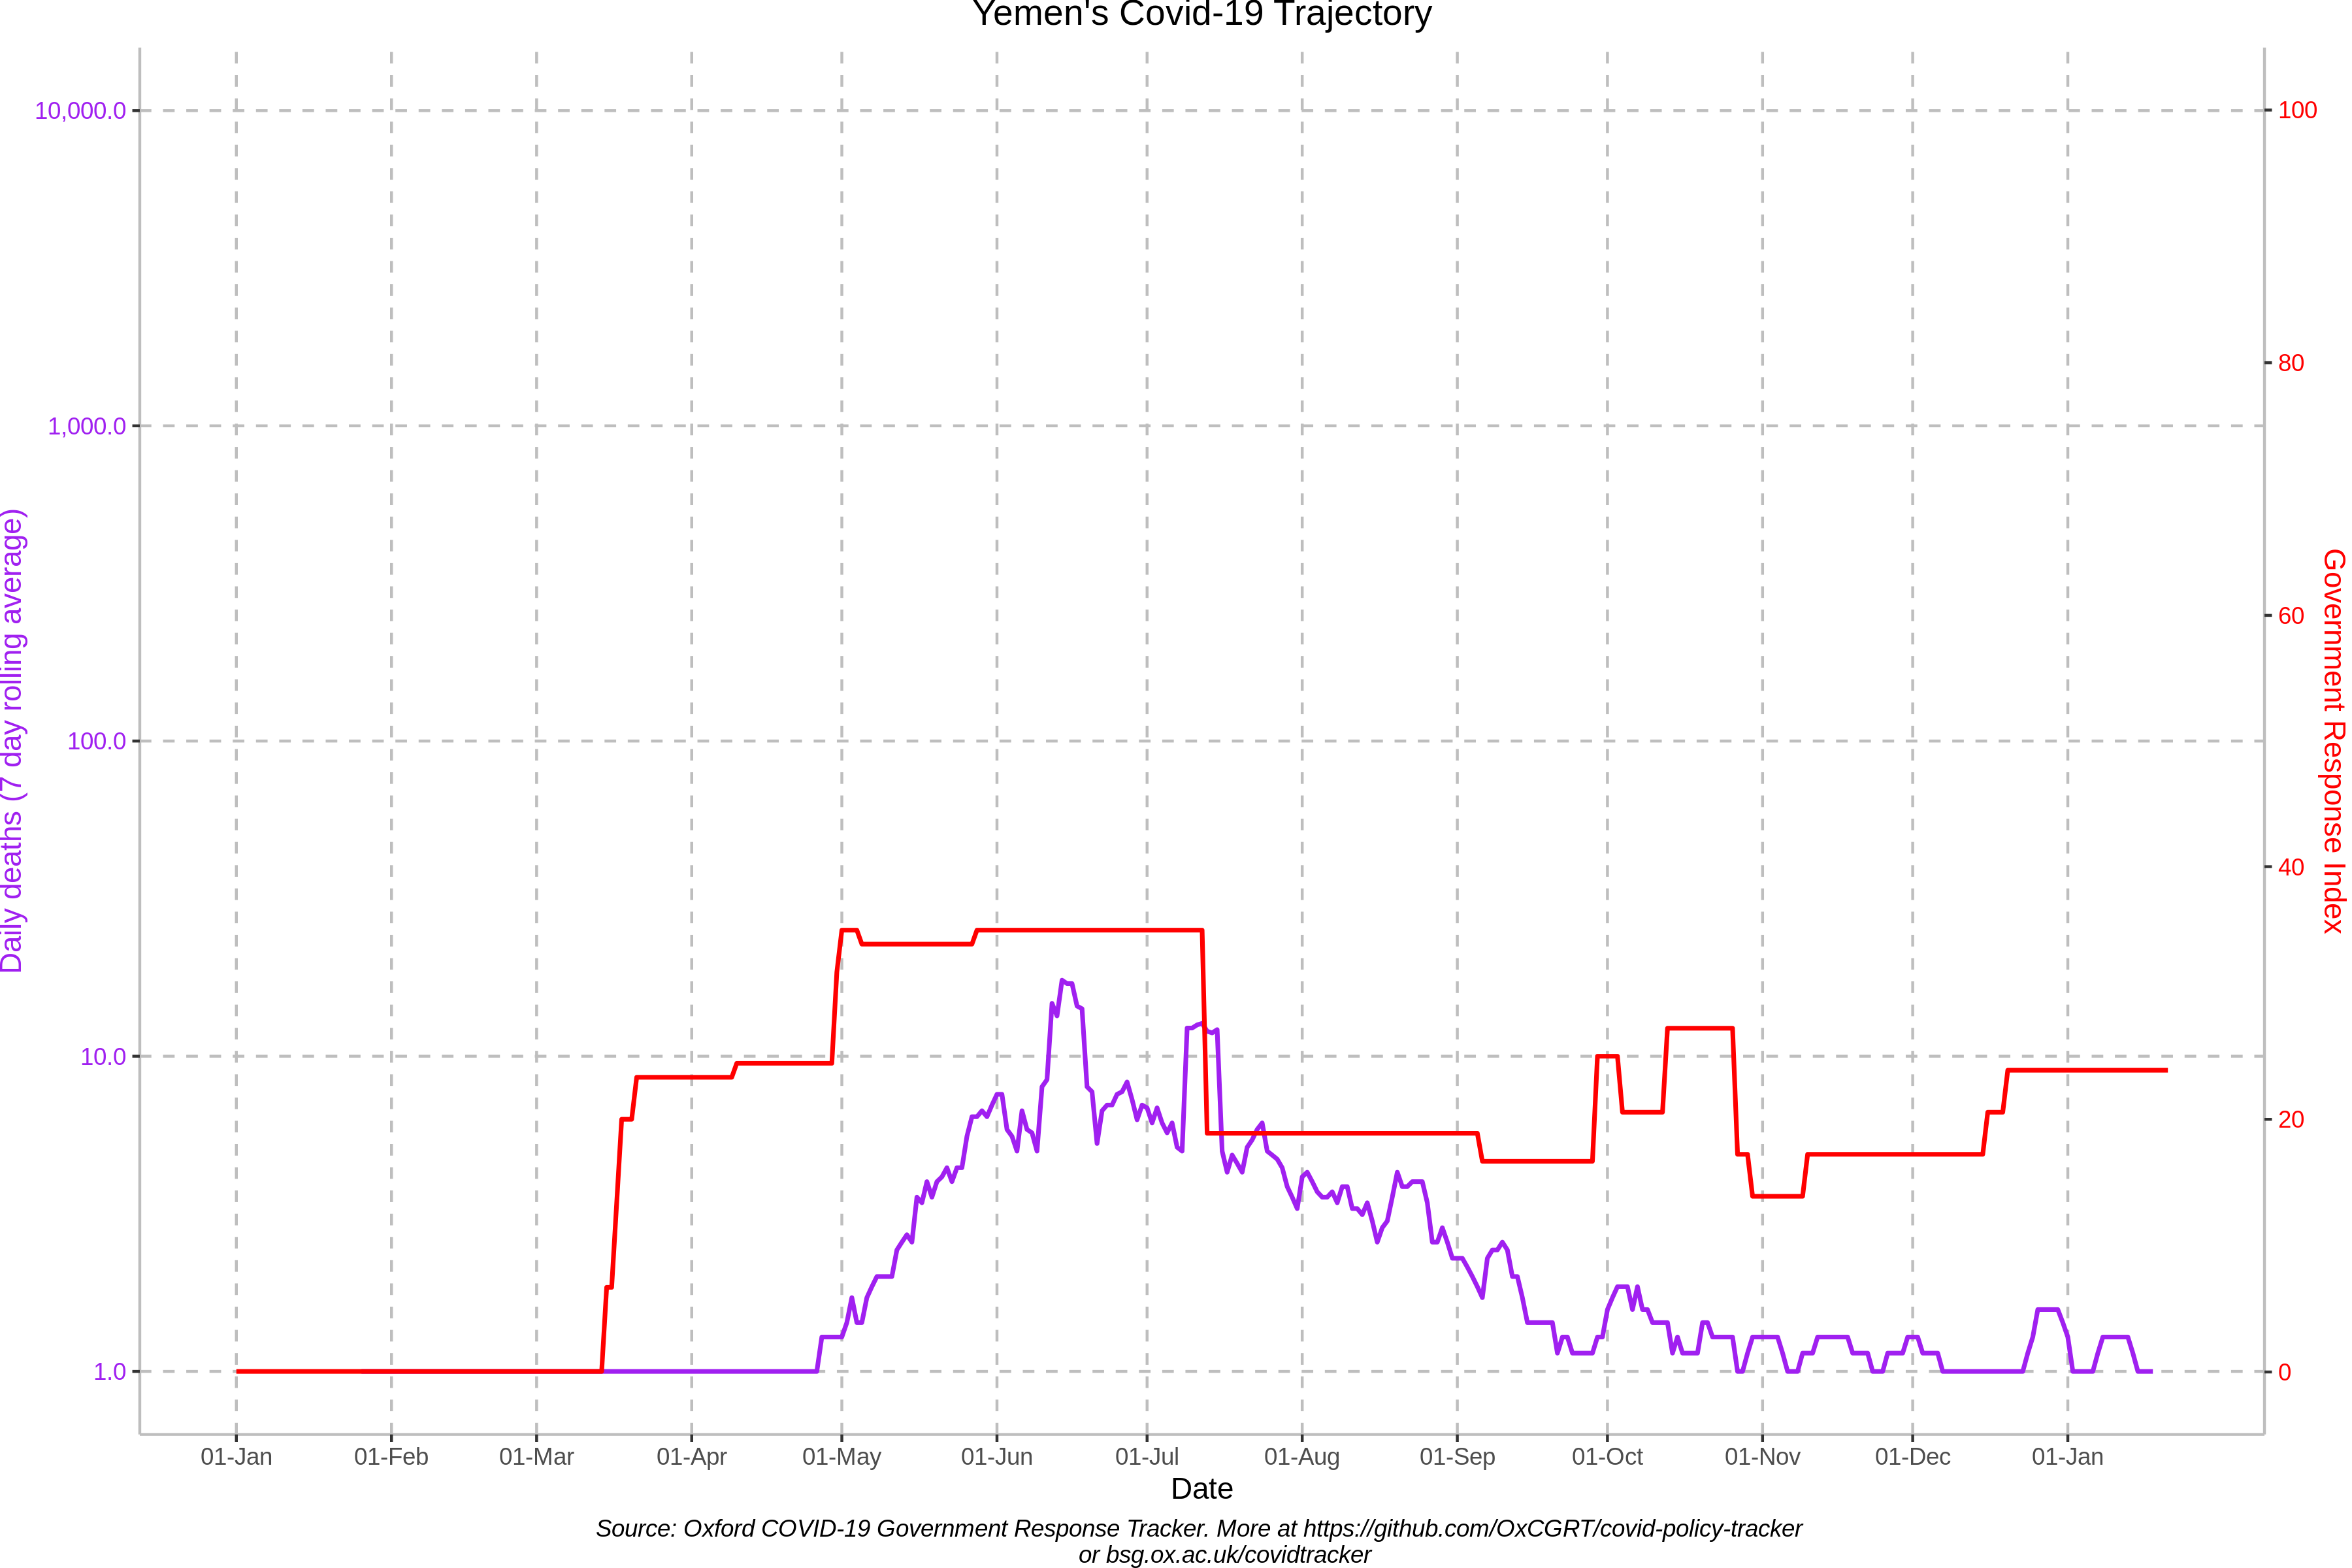 Yemen's Covid-19 Trajectory
10,000.0
1,000.0
100.0
10.0
1.0
Daily deaths (7 day rolling average)
100
80
60
40
20
0
Government Response Index
01-Jan
01-Feb
01-Mar
01-Apr
01-May
01-Jun
01-Jul
01-Aug
01-Sep
01-Oct
01-Nov
01-Dec
01-Jan
Date
Source: Oxford COVID-19 Government Response Tracker. More at https://github.com/OxCGRT/covid-policy-tracker
or bsg.ox.ac.uk/covidtracker